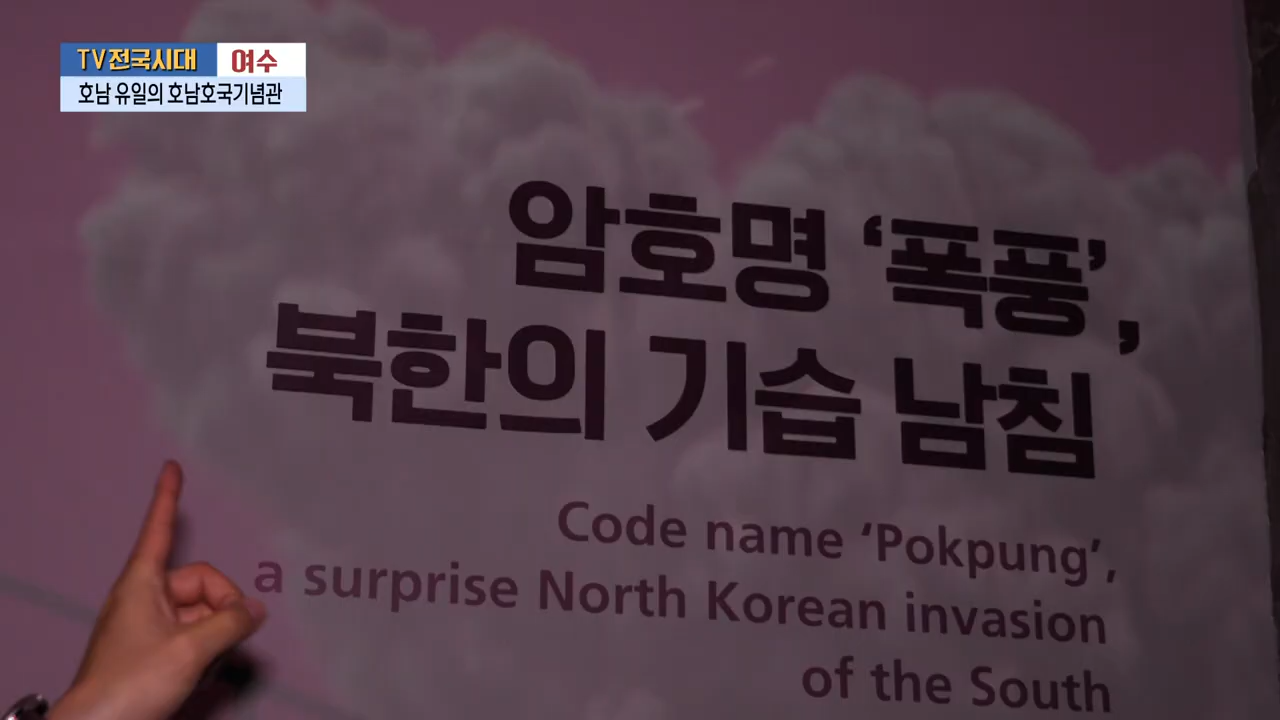 TV전국시대 여수
호남 유일의 호남호국기념관
암호명 ‘폭풍’,
북한의 기습 남침
Code name ‘Pokpung’,
a surprise North Korean invasion
of the South